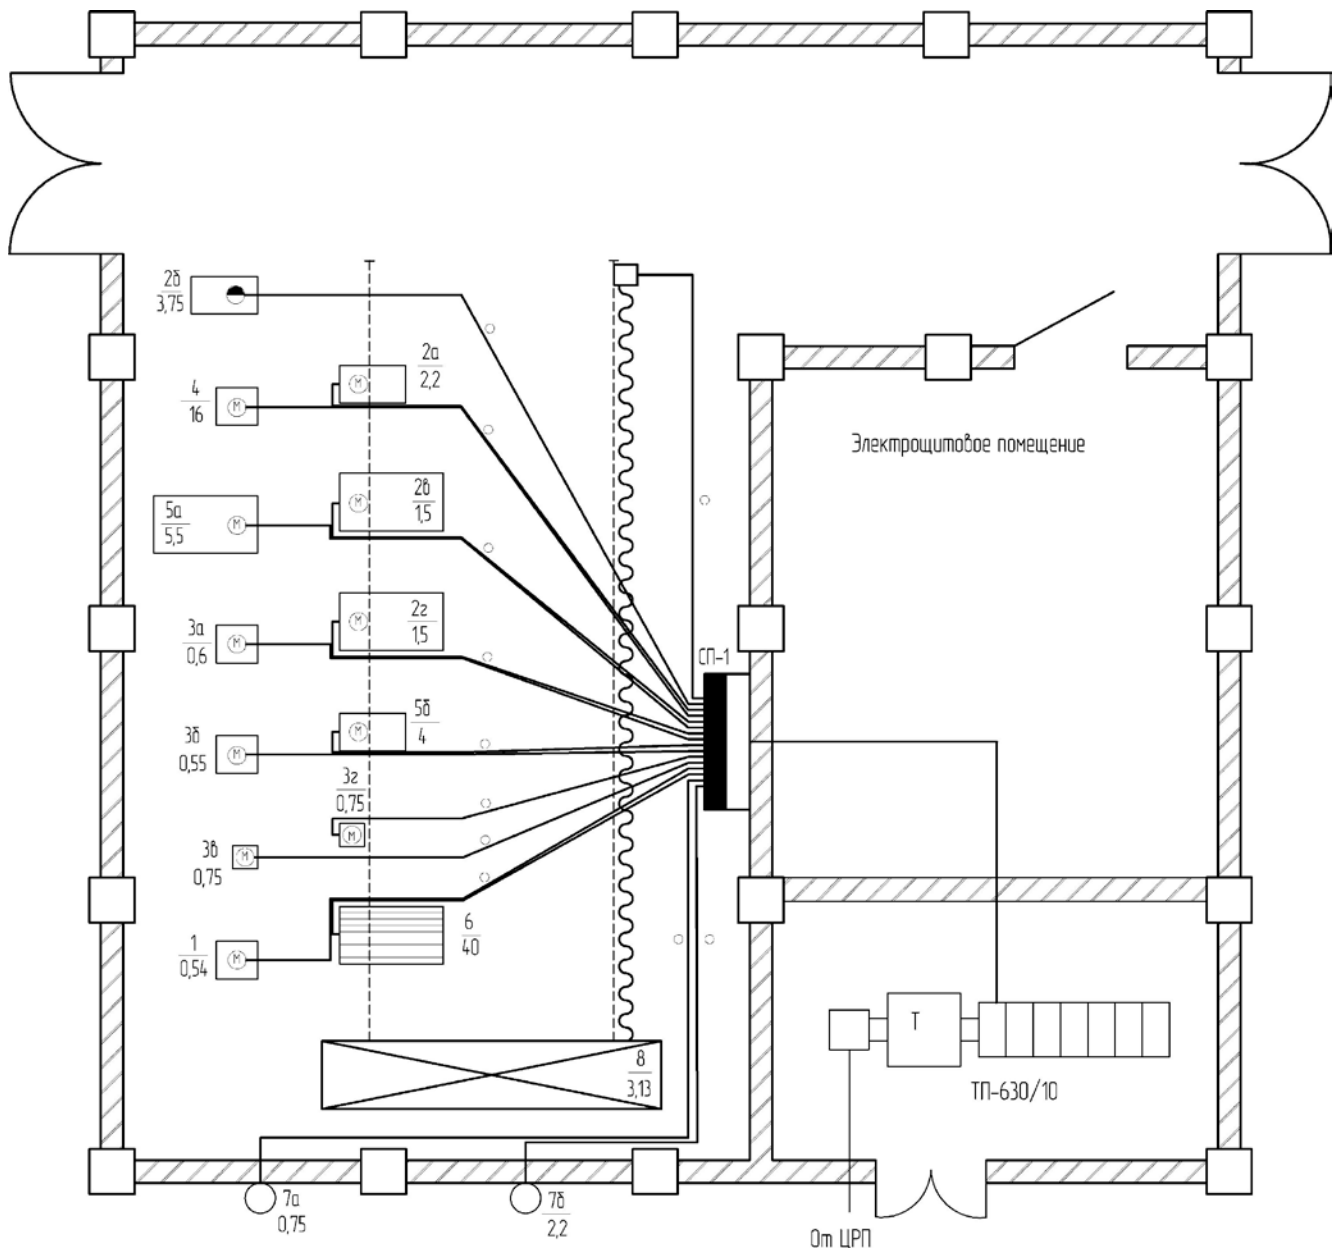 2б
3,75
2а
2,2
4
М
М
16
Электрощитовое помещение
2в
1,5
М
5а
5,5
М
2г
1,5
М
3а
0,6
М
СП-1
5б
4
М
3б
0,55
М
3г
0,75
М
3в
0,75
М
6
40
1
0,54
М
Т
8
3,13
ТП-630/10
7а
0,75
7б
2,2
От ЦРП